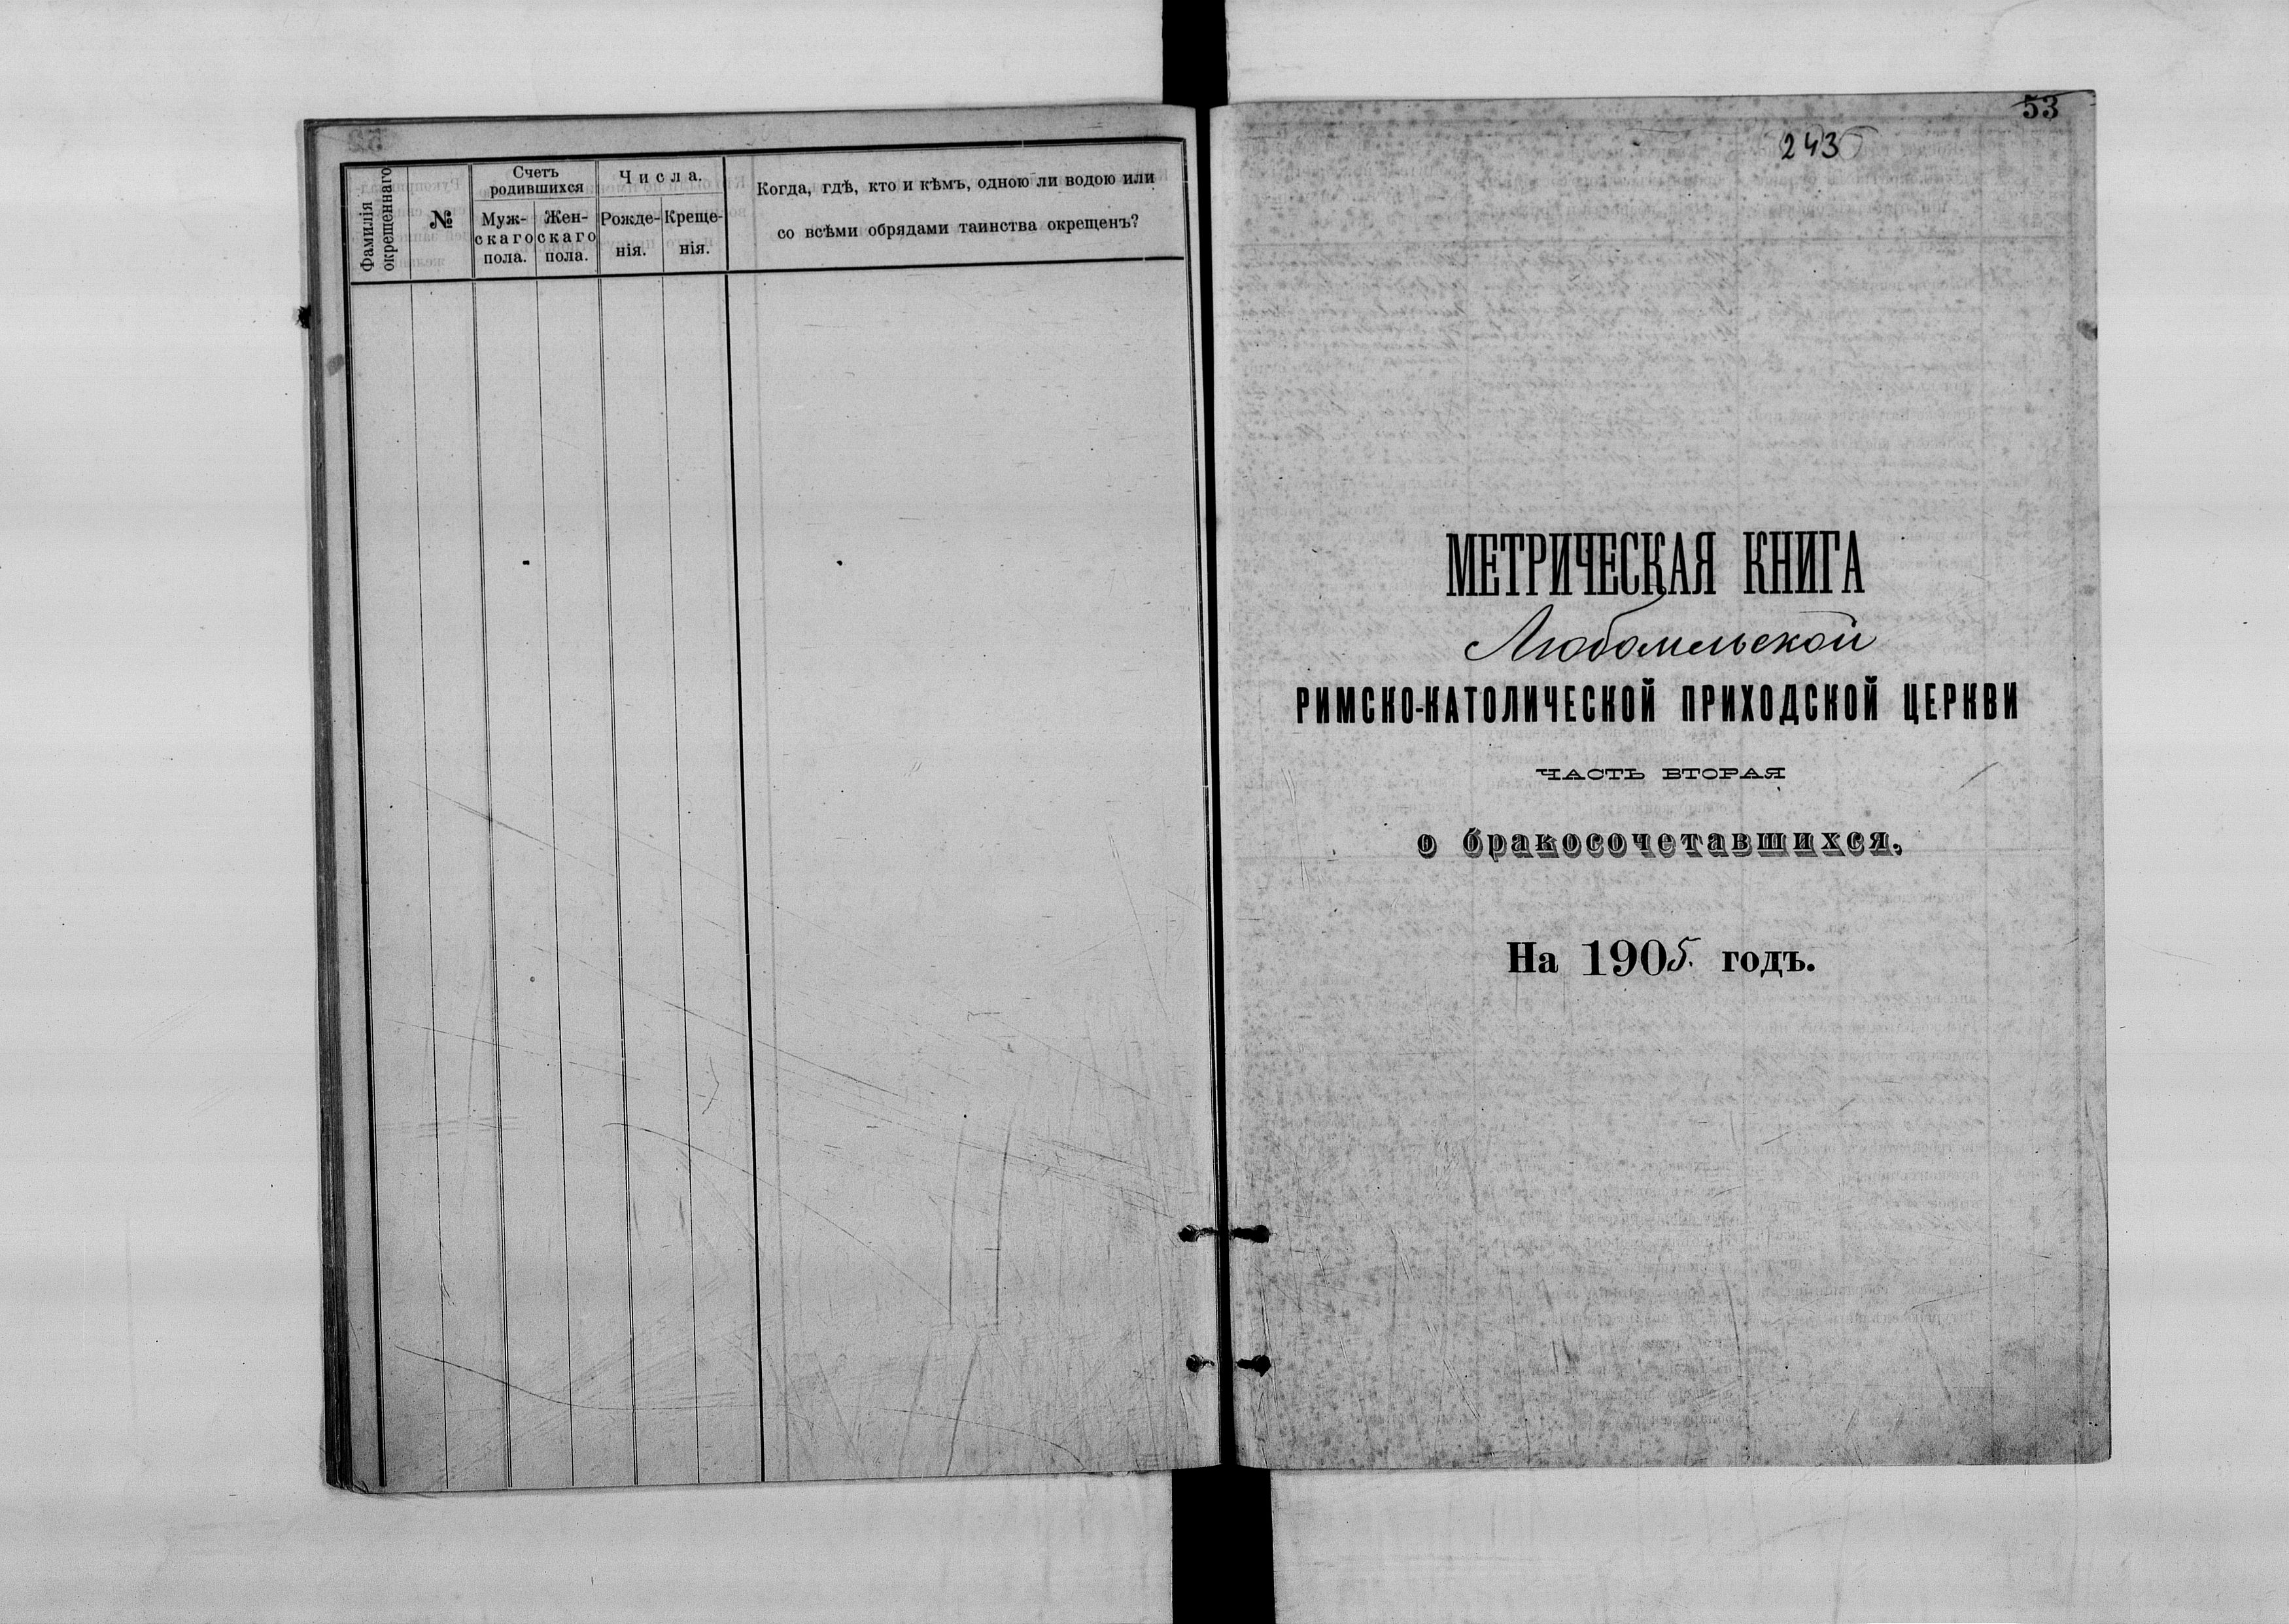 Фамилія
окрещеннаго
№
Счетъ
родившихся
Муж-
скаго
пола.
Жен-
скаго
пола.
Числа.
Рожде-
нія.
Креще-
нія.
Когда, гдѣ, кто и кѣмъ, одною ли водою или
со всѣми обрядами таинства окрещенъ?
53
243
МЕТРИЧЕСКАЯ КНИГА
Любомльской
РИМСКО-КАТОЛИЧЕСКОЙ ПРИХОДСКОЙ ЦЕРКВИ
ЧАСТЬ ВТОРАЯ
о бракосочетавшихся.
На 1905 годъ.